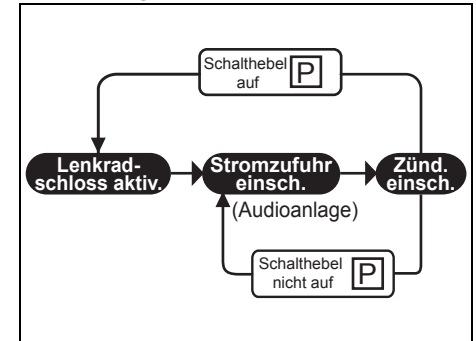 Schalthebel
auf P
Lenkrad-
schloss aktiv.
Stromzufuhr
einsch.
(Audioanlage)
Zünd.
einsch.
Schalthebel
nicht auf P